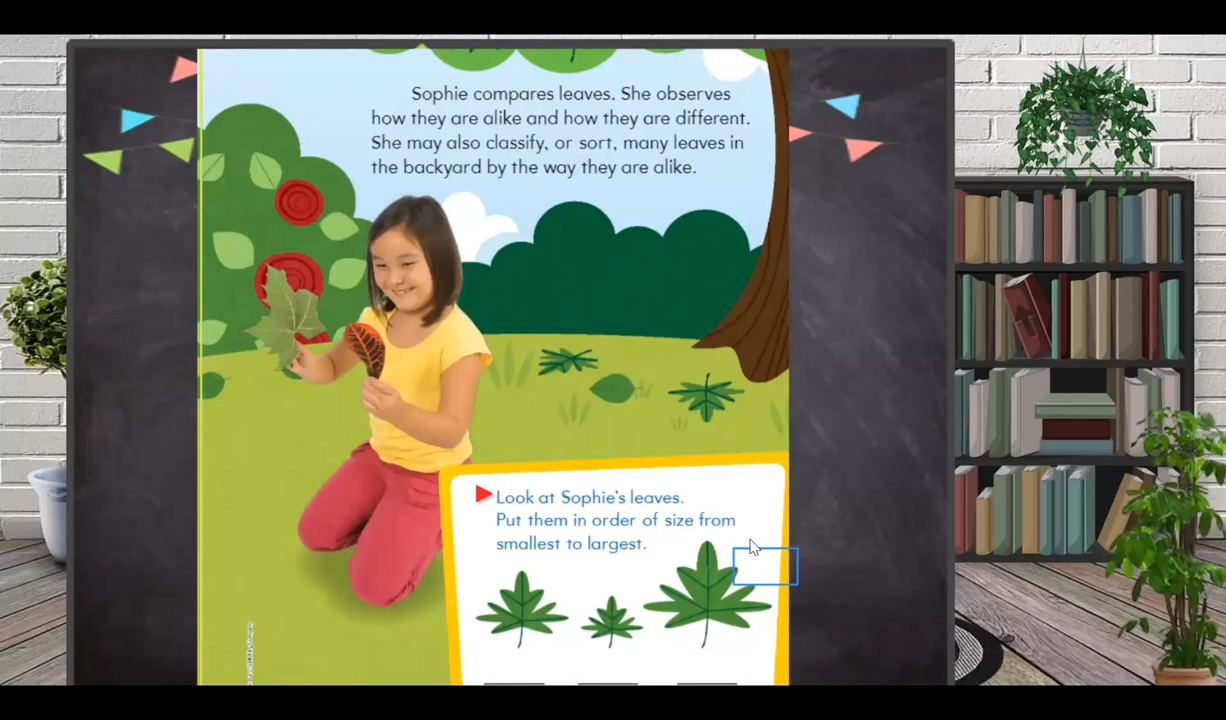 Sophie compares leaves. She observes
how they are alike and how they are different.
She may also classify, or sort, many leaves in
the backyard by the way they are alike.
Look at Sophie's leaves.
Put them in order of size from
smallest to largest.